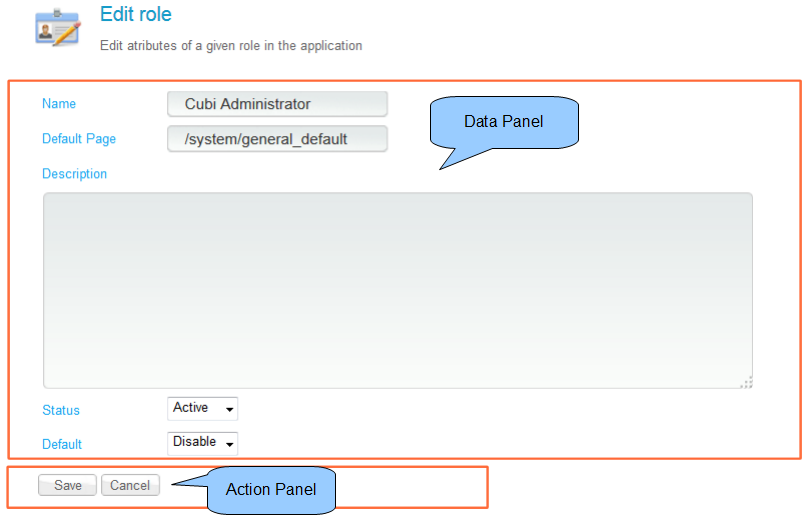 Edit role
Edit atributes of a given role in the application
Name
Cubi Administrator
Data Panel
Default Page
/system/general_default
Description
Status
Active
Default
Disable
Save
Cancel
Action Panel